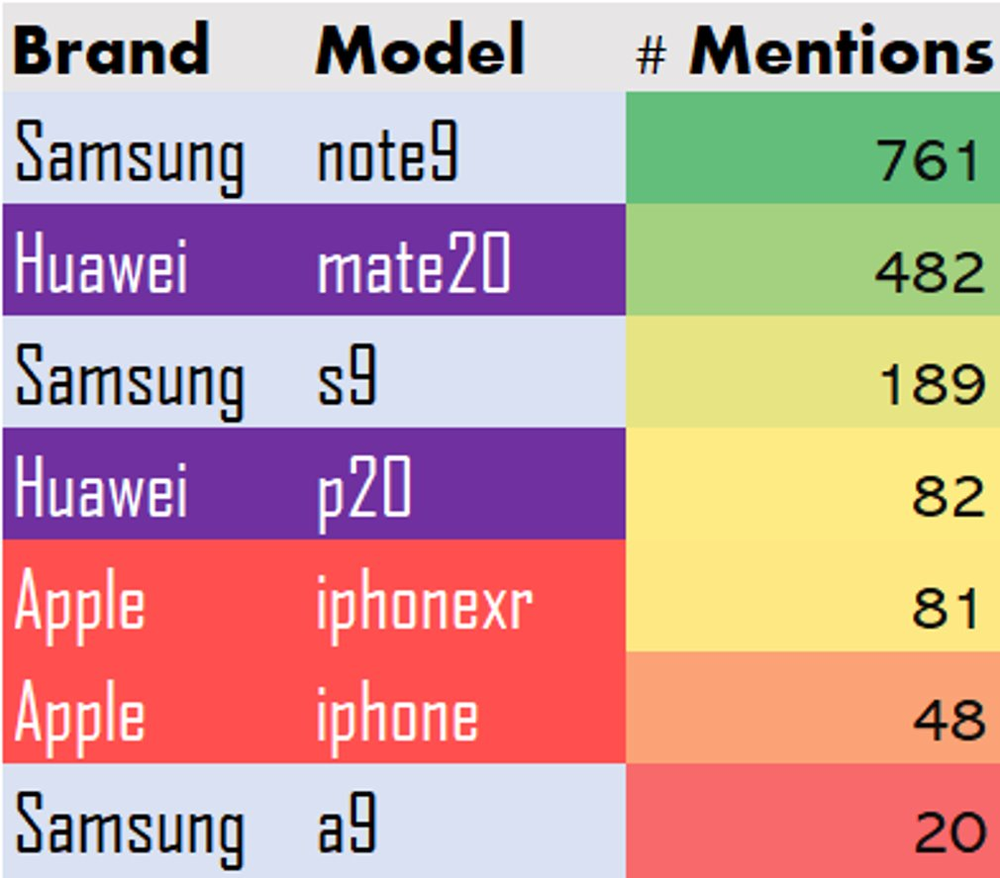 Brand Model # Mentions
Samsung note9 761
Huawei mate20 482
Samsung s9 189
Huawei p20 82
Apple iphonexr 81
Apple iphone 48
Samsung a9 20